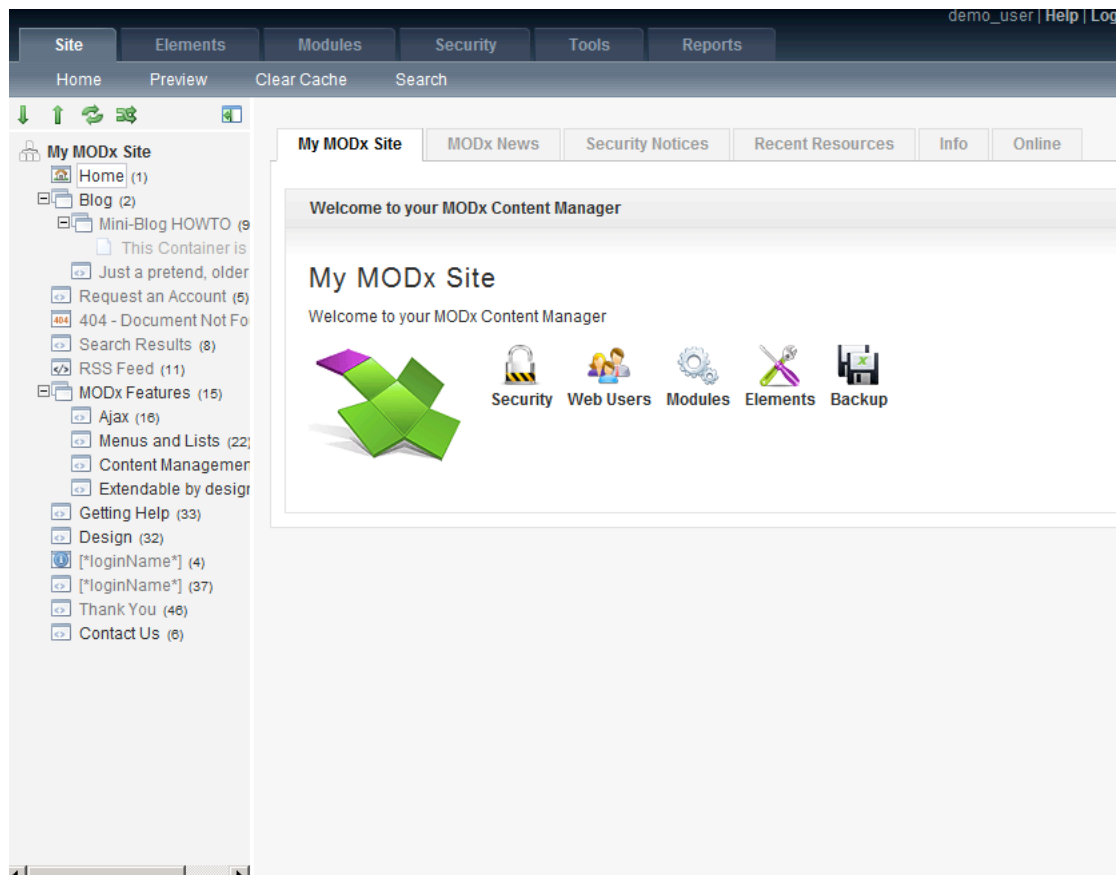 demo_user | Help | Log
Site Elements Modules Security Tools Reports
Home Preview Clear Cache Search
My MODx Site
Home (1)
Blog (2)
Mini-Blog HOWTO (9
This Container is
Just a pretend, older
Request an Account (5)
404 404 - Document Not Fo
Search Results (8)
RSS Feed (11)
MODx Features (15)
Ajax (16)
Menus and Lists (22)
Content Managemen
Extendable by design
Getting Help (33)
Design (32)
[*loginName*] (4)
[*loginName*] (37)
Thank You (46)
Contact Us (6)
My MODx Site MODx News Security Notices Recent Resources Info Online
Welcome to your MODx Content Manager
My MODx Site
Welcome to your MODx Content Manager
Security Web Users Modules Elements Backup